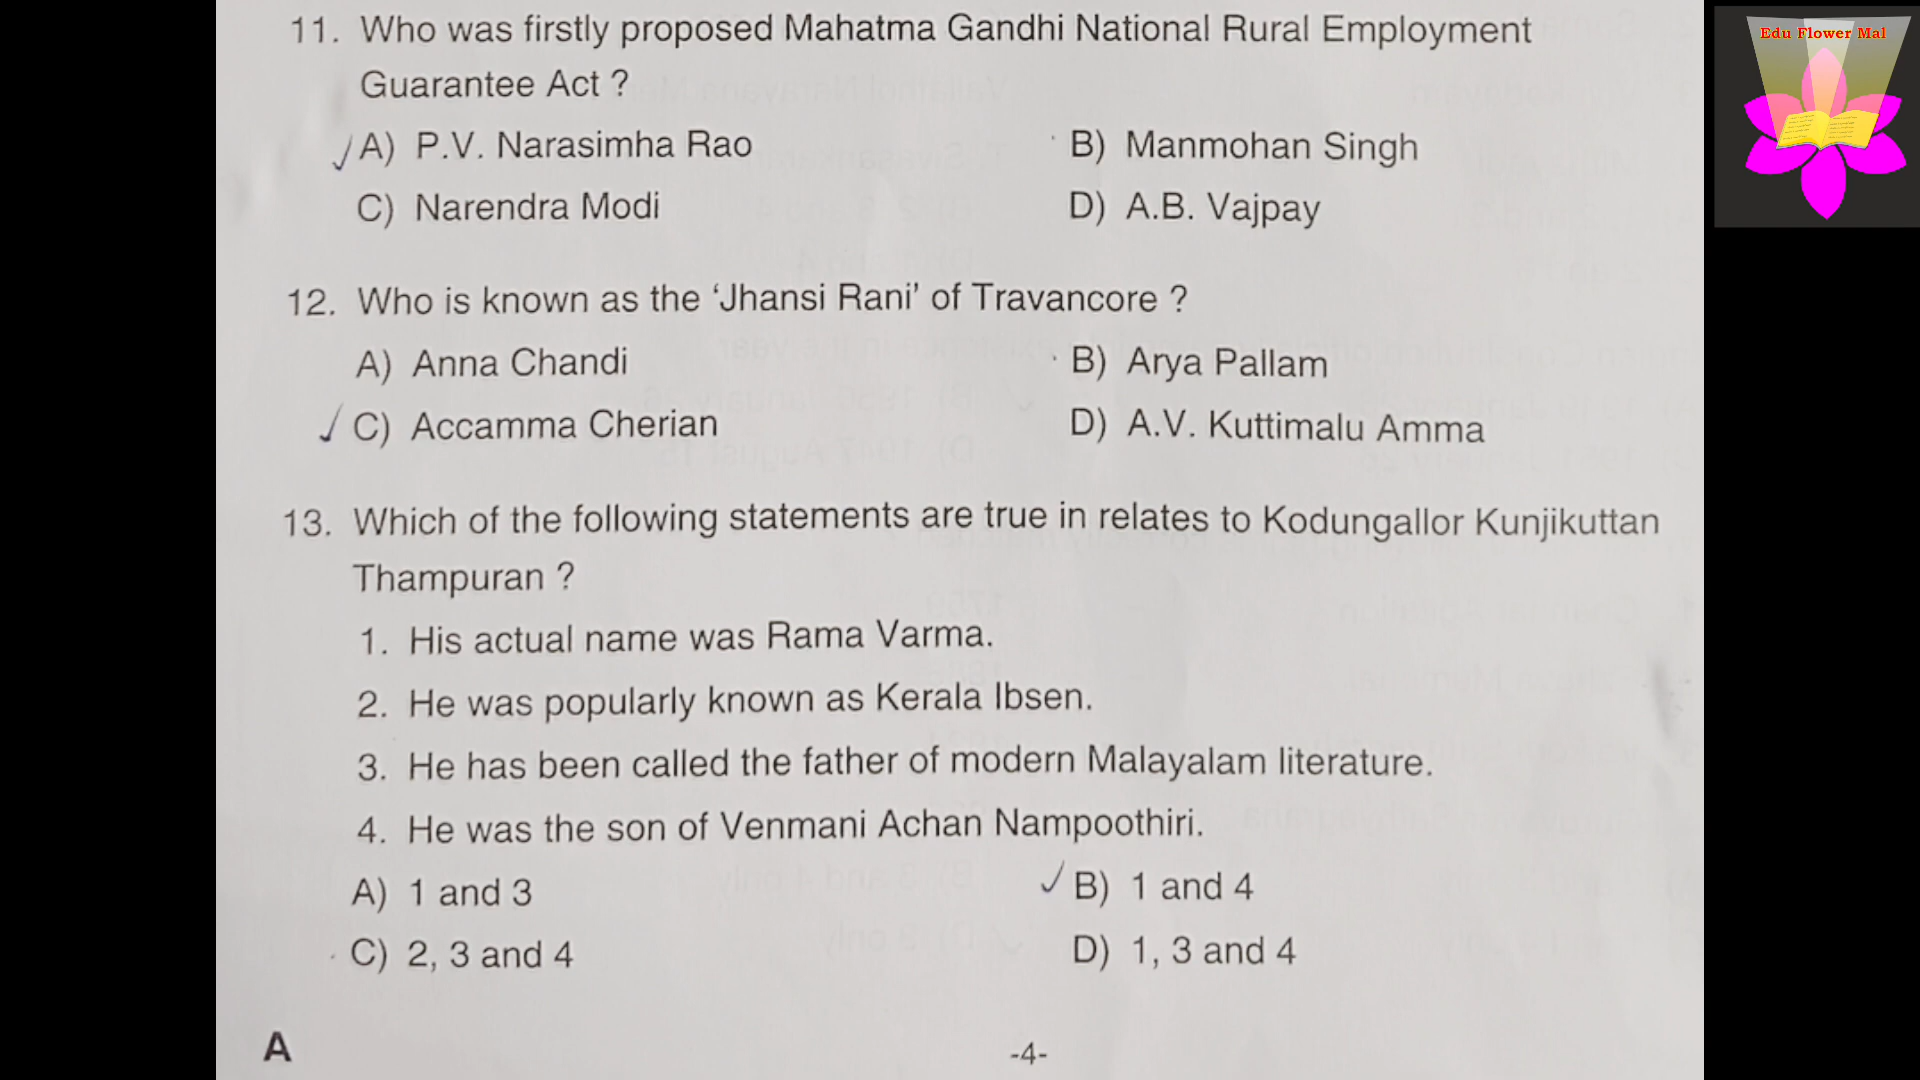 Edu Flower Mal
11. Who was firstly proposed Mahatma Gandhi National Rural Employment
Guarantee Act ?
A) P.V. Narasimha Rao B) Manmohan Singh
C) Narendra Modi D) A.B. Vajpay
12. Who is known as the ‘Jhansi Rani’ of Travancore ?
A) Anna Chandi B) Arya Pallam
C) Accamma Cherian D) A.V. Kuttimalu Amma
13. Which of the following statements are true in relates to Kodungallor Kunjikuttan
Thampuran ?
1. His actual name was Rama Varma.
2. He was popularly known as Kerala Ibsen.
3. He has been called the father of modern Malayalam literature.
4. He was the son of Venmani Achan Nampoothiri.
A) 1 and 3 B) 1 and 4
C) 2, 3 and 4 D) 1, 3 and 4
A -4-